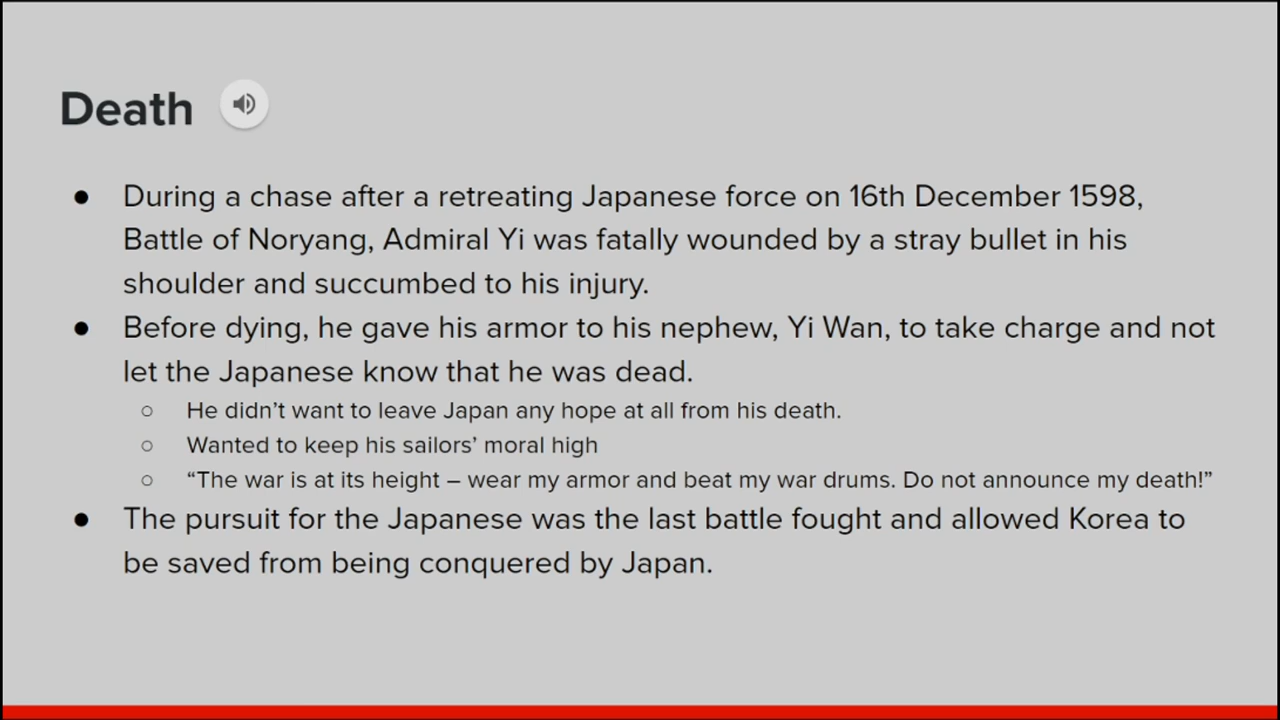 Death
● During a chase after a retreating Japanese force on 16th December 1598,
Battle of Noryang, Admiral Yi was fatally wounded by a stray bullet in his
shoulder and succumbed to his injury.
● Before dying, he gave his armor to his nephew, Yi Wan, to take charge and not
let the Japanese know that he was dead.
○ He didn’t want to leave Japan any hope at all from his death.
○ Wanted to keep his sailors’ moral high
○ “The war is at its height – wear my armor and beat my war drums. Do not announce my death!”
● The pursuit for the Japanese was the last battle fought and allowed Korea to
be saved from being conquered by Japan.